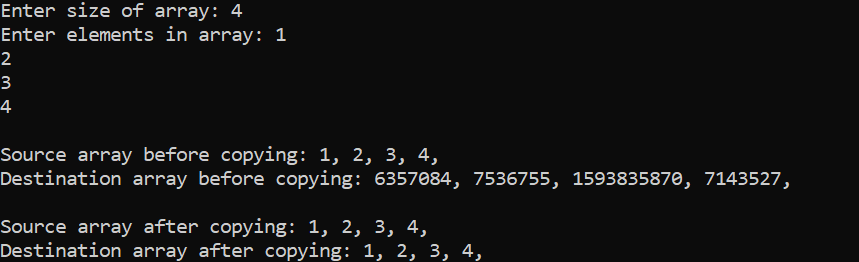 Enter size of array: 4
Enter elements in array: 1
2
3
4
Source array before copying: 1, 2, 3, 4,
Destination array before copying: 6357084, 7536755, 1593835870, 7143527,
Source array after copying: 1, 2, 3, 4,
Destination array after copying: 1, 2, 3, 4,